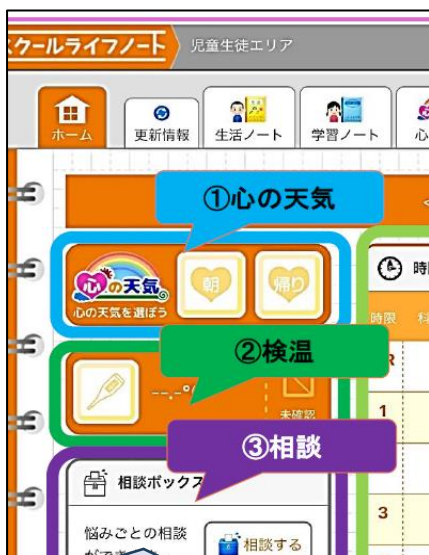 スクールライフノート 児童生徒エリア
ホーム
更新情報
生活ノート
学習ノート
①心の天気
心の天気
心の天気を選ぼう
朝
帰り
時限
②検温
--.-°
未確認
1
③相談
相談ボックス
3
悩みごとの相談
相談する